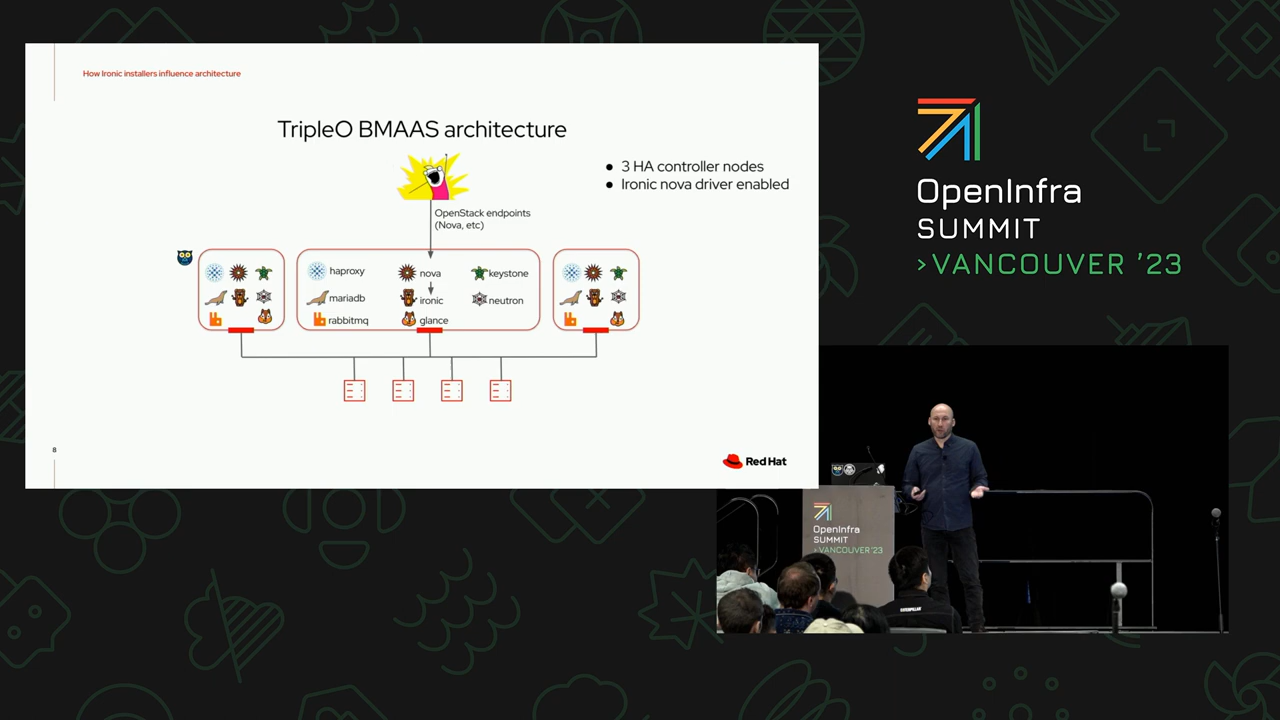 How Ironic installers influence architecture
TripleO BMAAS architecture
● 3 HA controller nodes
● Ironic nova driver enabled
OpenStack endpoints
(Nova, etc)
haproxy
nova
keystone
mariadb
ironic
neutron
rabbitmq
glance
8
Red Hat
OpenInfra
SUMMIT
>VANCOUVER '23
OpenInfra
SUMMIT
>VANCOUVER '23
CATERPILLAR